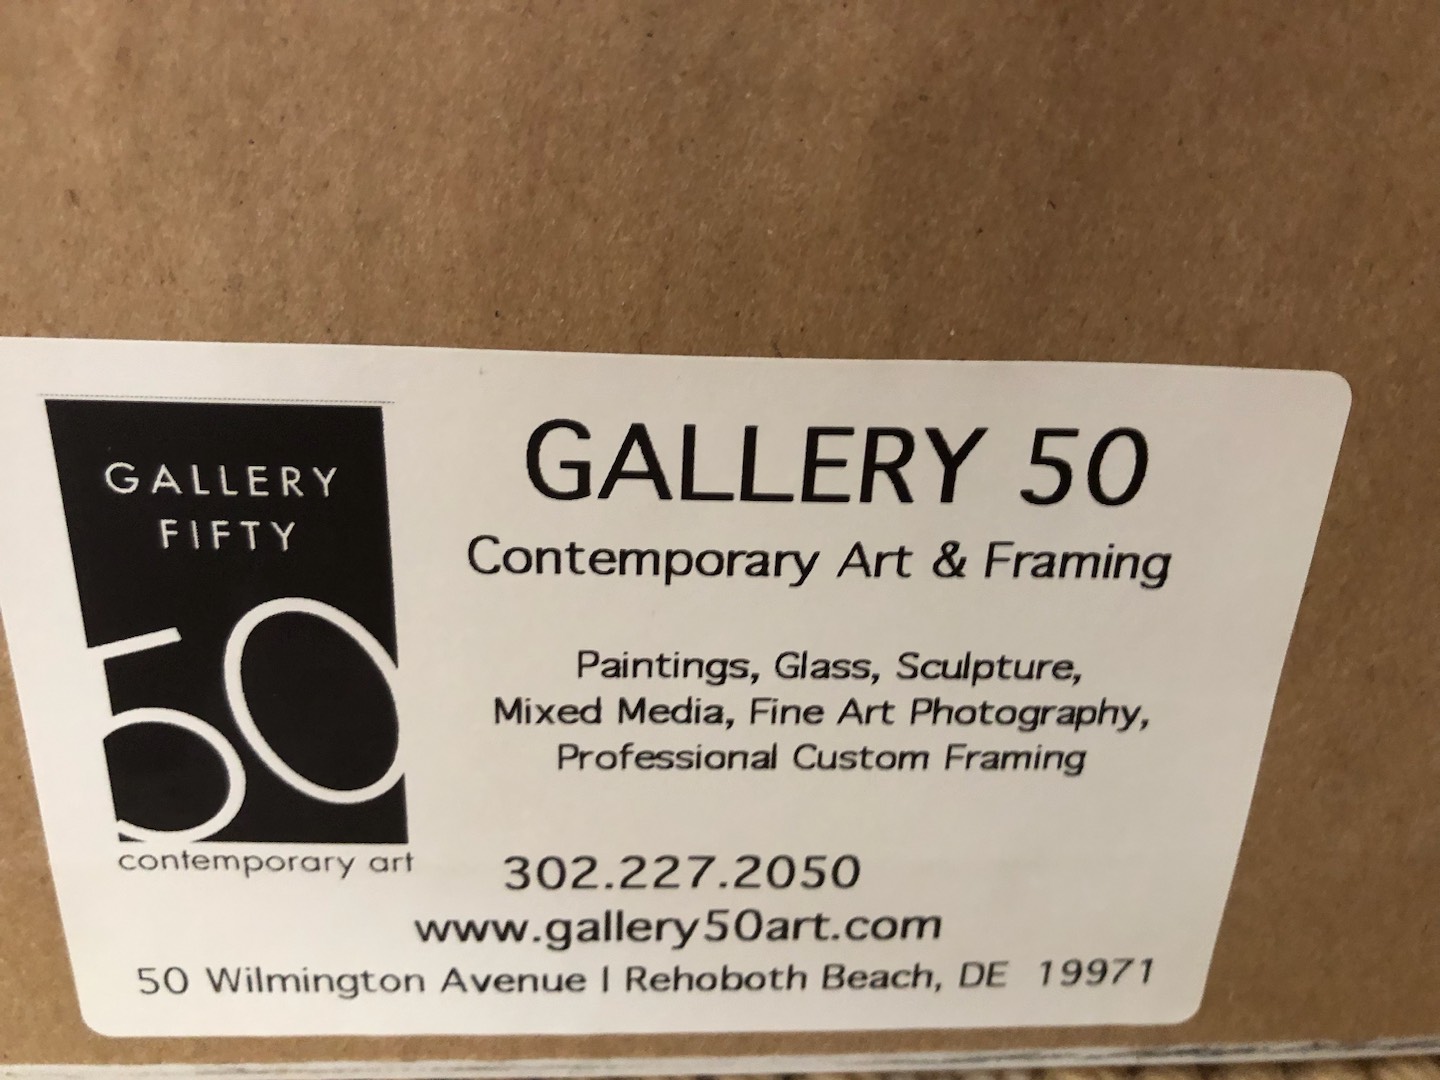 GALLERY
FIFTY
50
contemporary art
GALLERY 50
Contemporary Art & Framing
Paintings, Glass, Sculpture,
Mixed Media, Fine Art Photography,
Professional Custom Framing
302.227.2050
www.gallery50art.com
50 Wilmington Avenue | Rehoboth Beach, DE 19971